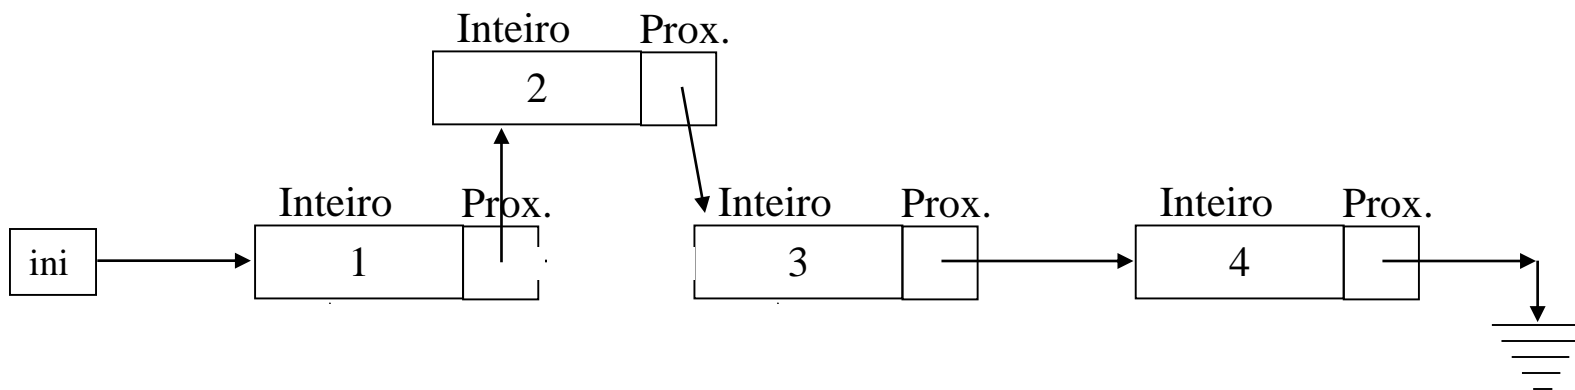 Inteiro Prox.
2
Inteiro Prox. Inteiro Prox. Inteiro Prox.
ini 1 3 4